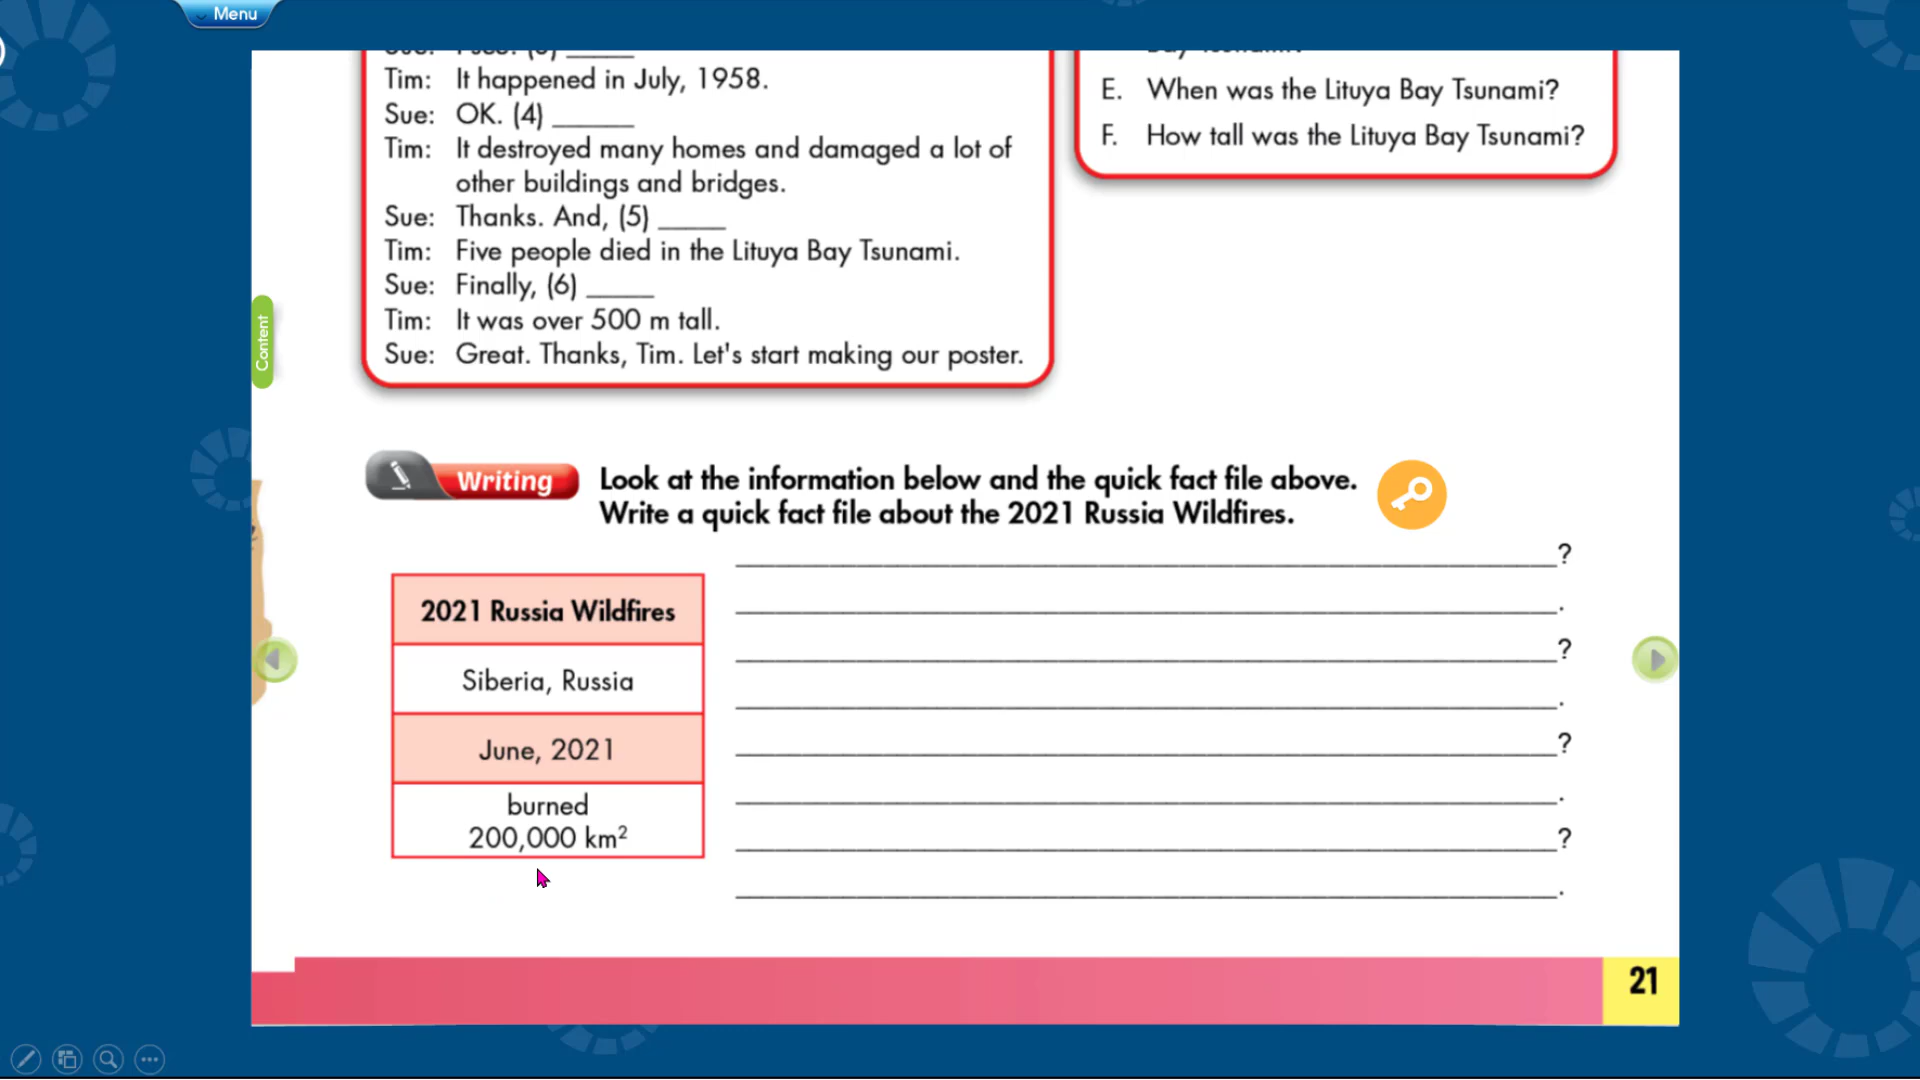 Menu
Tim: It happened in July, 1958.
Sue: OK. (4) ______
Tim: It destroyed many homes and damaged a lot of
other buildings and bridges.
Sue: Thanks. And, (5) _____
Tim: Five people died in the Lituya Bay Tsunami.
Sue: Finally, (6) _____
Tim: It was over 500 m tall.
Sue: Great. Thanks, Tim. Let's start making our poster.
E. When was the Lituya Bay Tsunami?
F. How tall was the Lituya Bay Tsunami?
Content
Writing
Look at the information below and the quick fact file above.
Write a quick fact file about the 2021 Russia Wildfires.
2021 Russia Wildfires
Siberia, Russia
June, 2021
burned
200,000 km²
?
.
?
.
?
.
?
.
21